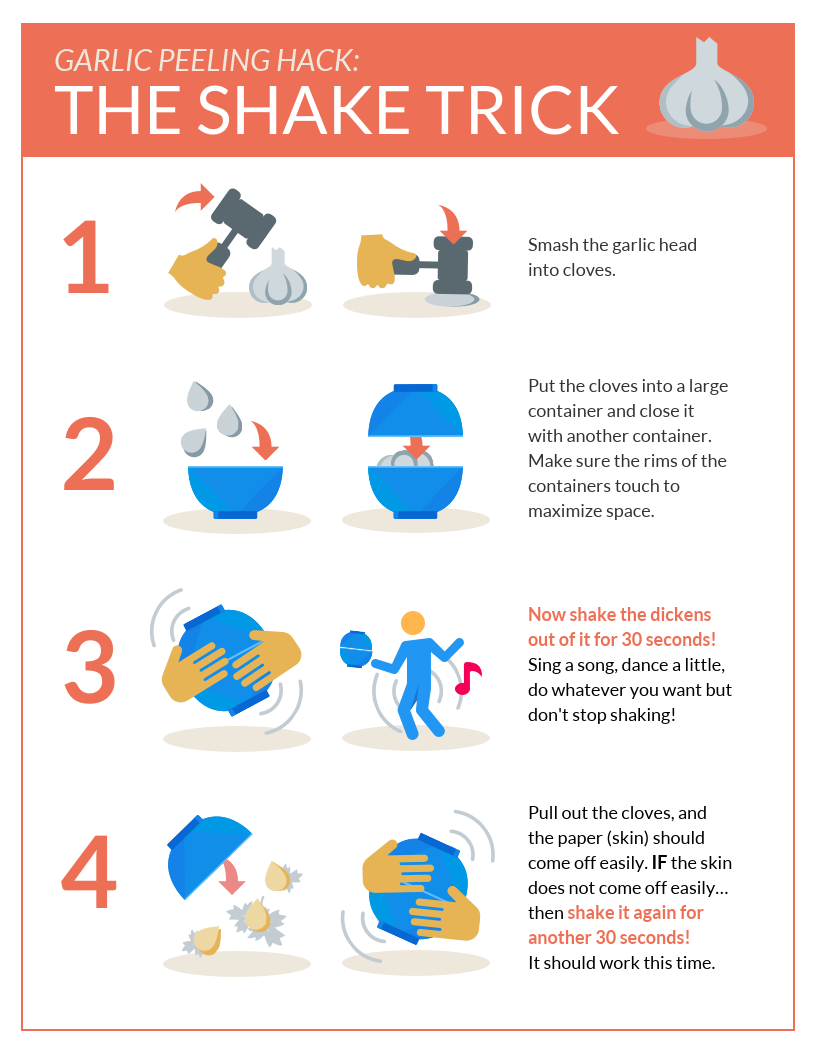 GARLIC PEELING HACK:
THE SHAKE TRICK
1
Smash the garlic head
into cloves.
2
Put the cloves into a large
container and close it
with another container.
Make sure the rims of the
containers touch to
maximize space.
3
Now shake the dickens
out of it for 30 seconds!
Sing a song, dance a little,
do whatever you want but
don't stop shaking!
4
Pull out the cloves, and
the paper (skin) should
come off easily. IF the skin
does not come off easily...
then shake it again for
another 30 seconds!
It should work this time.